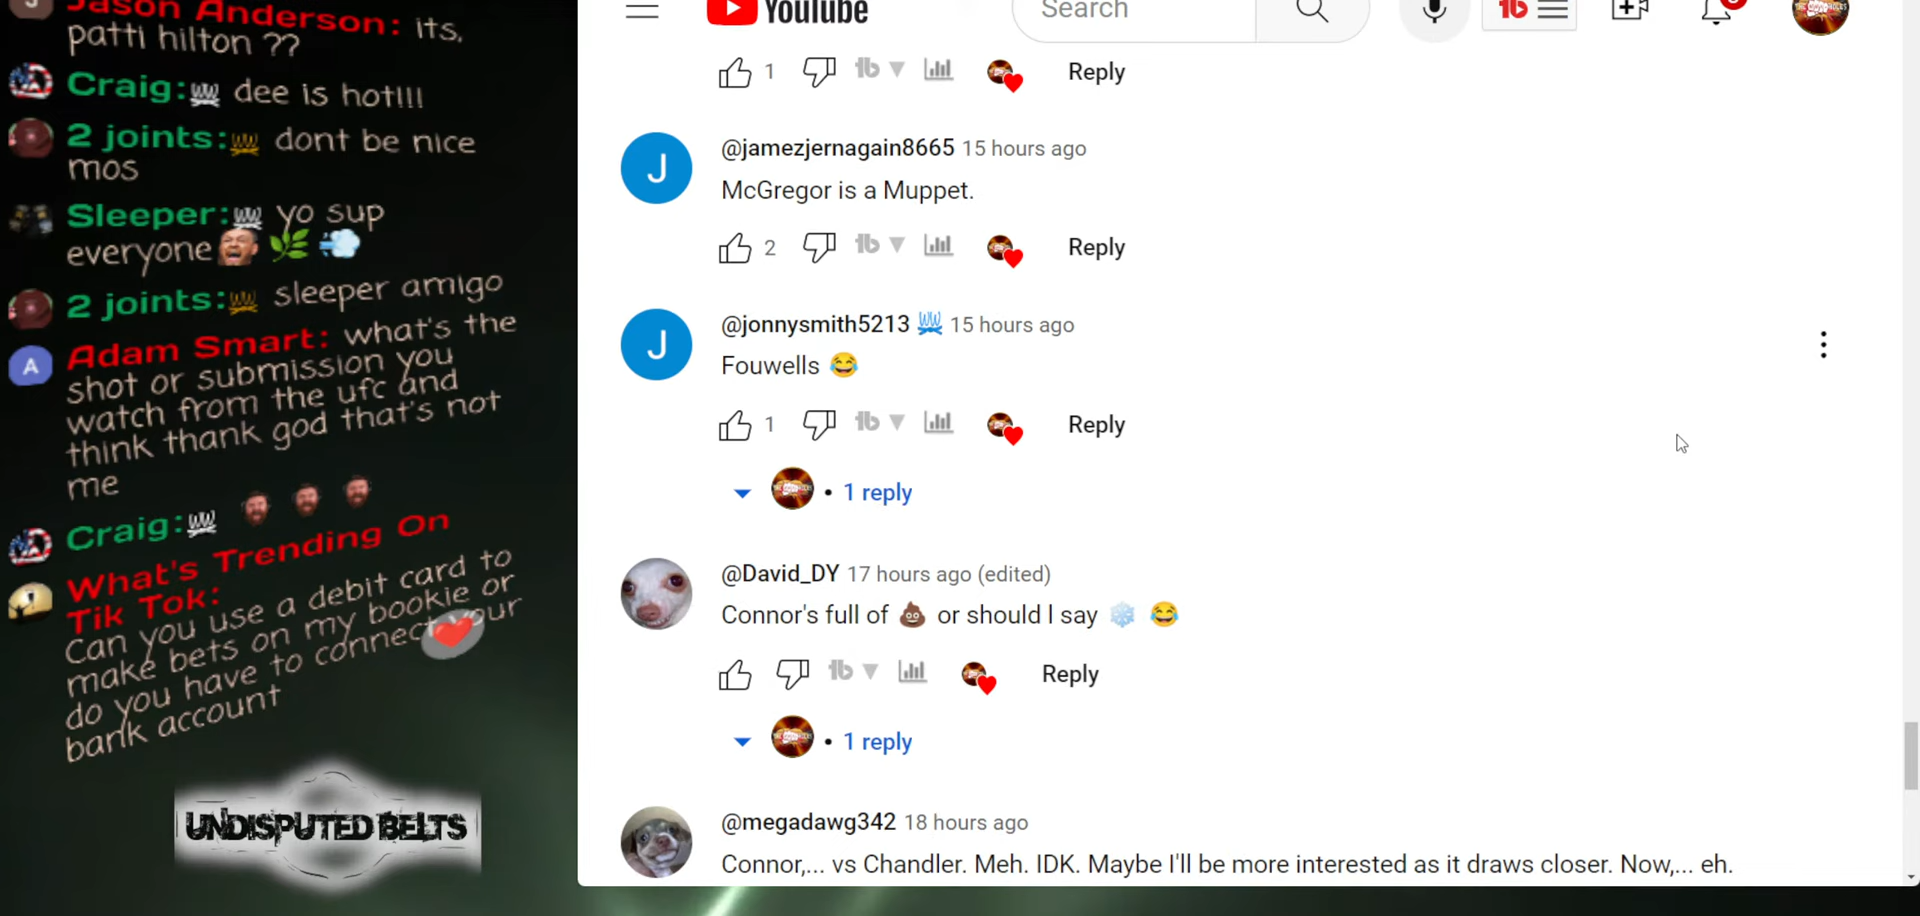 Jason Anderson: its,
patti hilton ??
Craig: dee is hot!!!
2 joints: dont be nice
mos
Sleeper: yo sup
everyone
2 joints: sleeper amigo
Adam Smart: what's the
shot or submission you
watch from the ufc and
think thank god that's not
me
Craig:
What's Trending On
Tik Tok:
Can you use a debit card to
make bets on my bookie or
do you have to connect your
bank account
UNDISPUTED BELTS
YouTube
Search
1
Reply
@jamezjernagain8665 15 hours ago
McGregor is a Muppet.
2
Reply
@jonnysmith5213 15 hours ago
Fouwells 😂
1
Reply
• 1 reply
@David_DY 17 hours ago (edited)
Connor's full of 💩 or should I say ❄️ 😂
Reply
• 1 reply
@megadawg342 18 hours ago
Connor,... vs Chandler. Meh. IDK. Maybe I'll be more interested as it draws closer. Now,... eh.